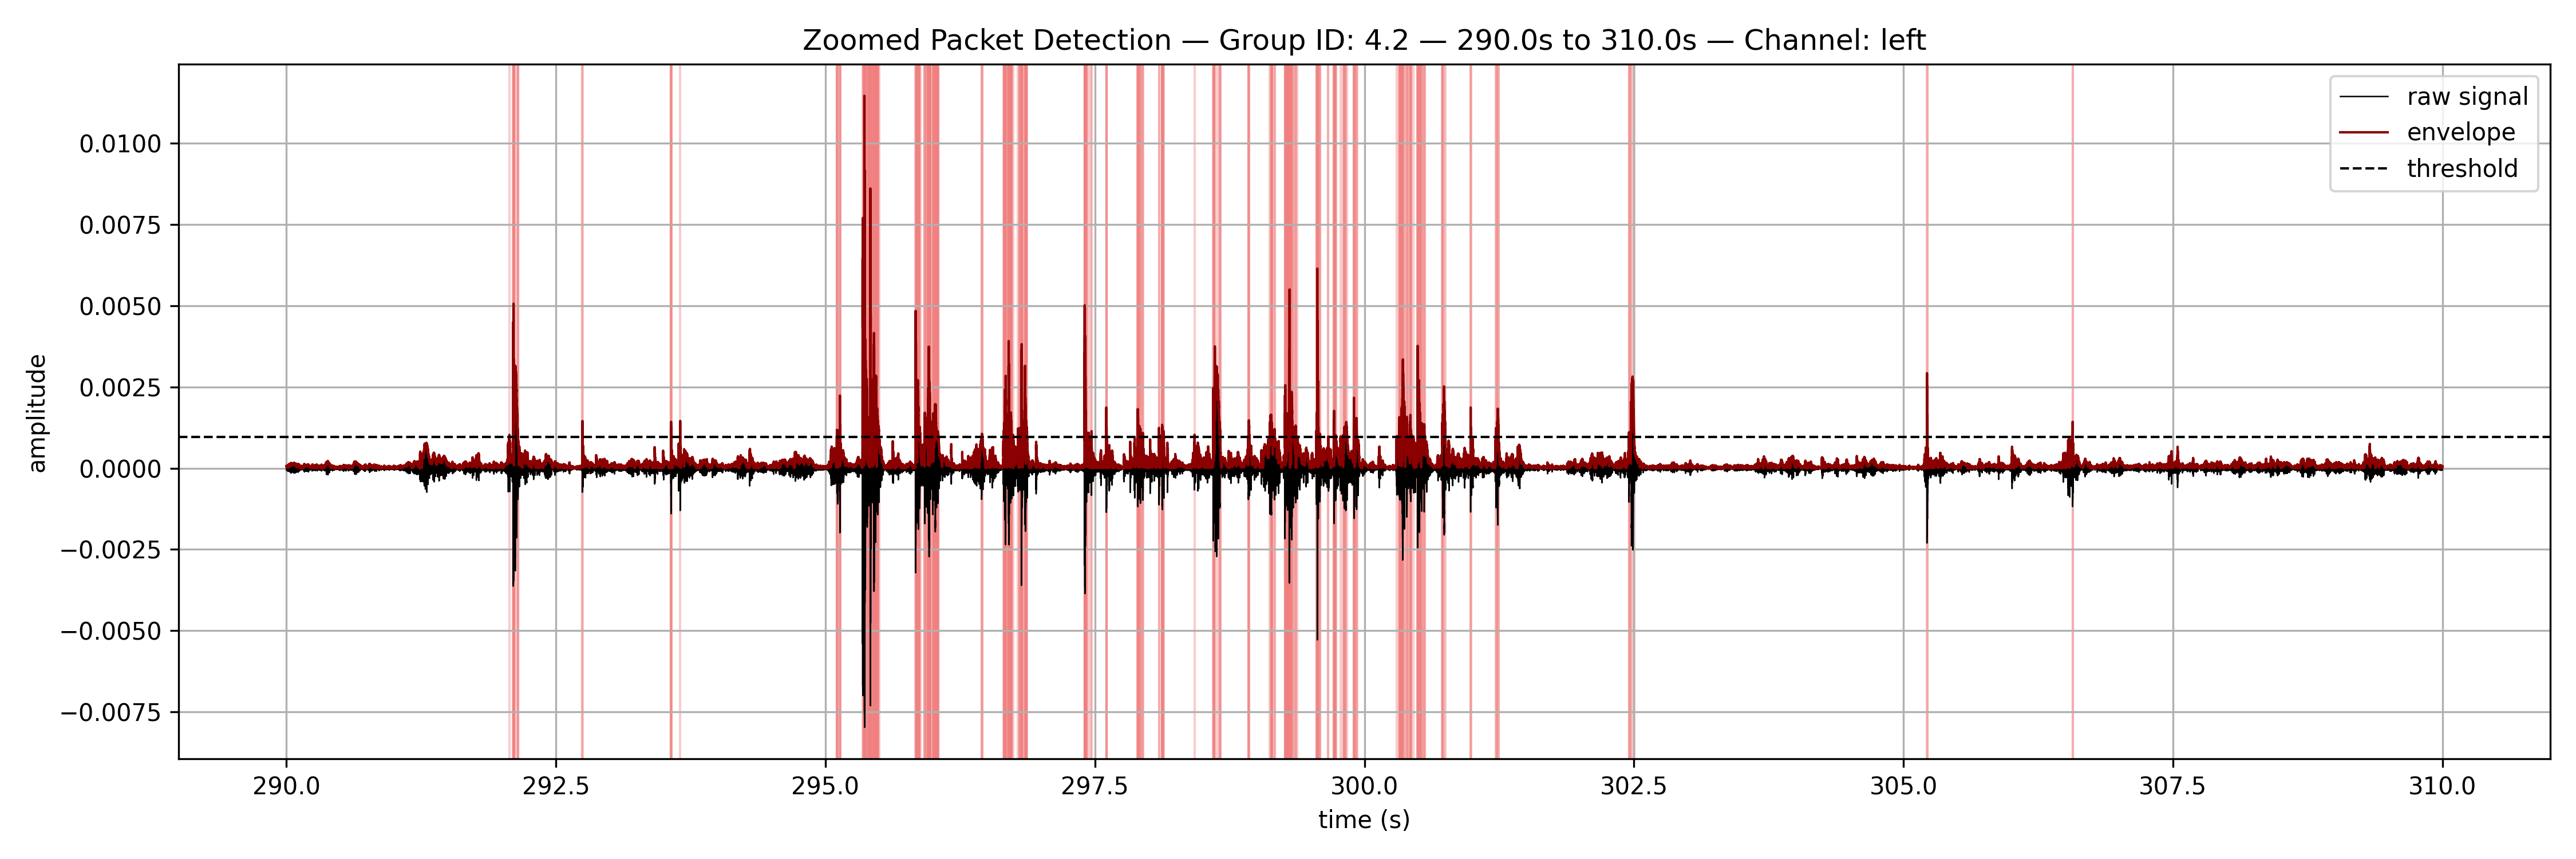 Zoomed Packet Detection — Group ID: 4.2 — 290.0s to 310.0s — Channel: left
raw signal
envelope
threshold
amplitude
0.0100
0.0075
0.0050
0.0025
0.0000
−0.0025
−0.0050
−0.0075
290.0 292.5 295.0 297.5 300.0 302.5 305.0 307.5 310.0
time (s)